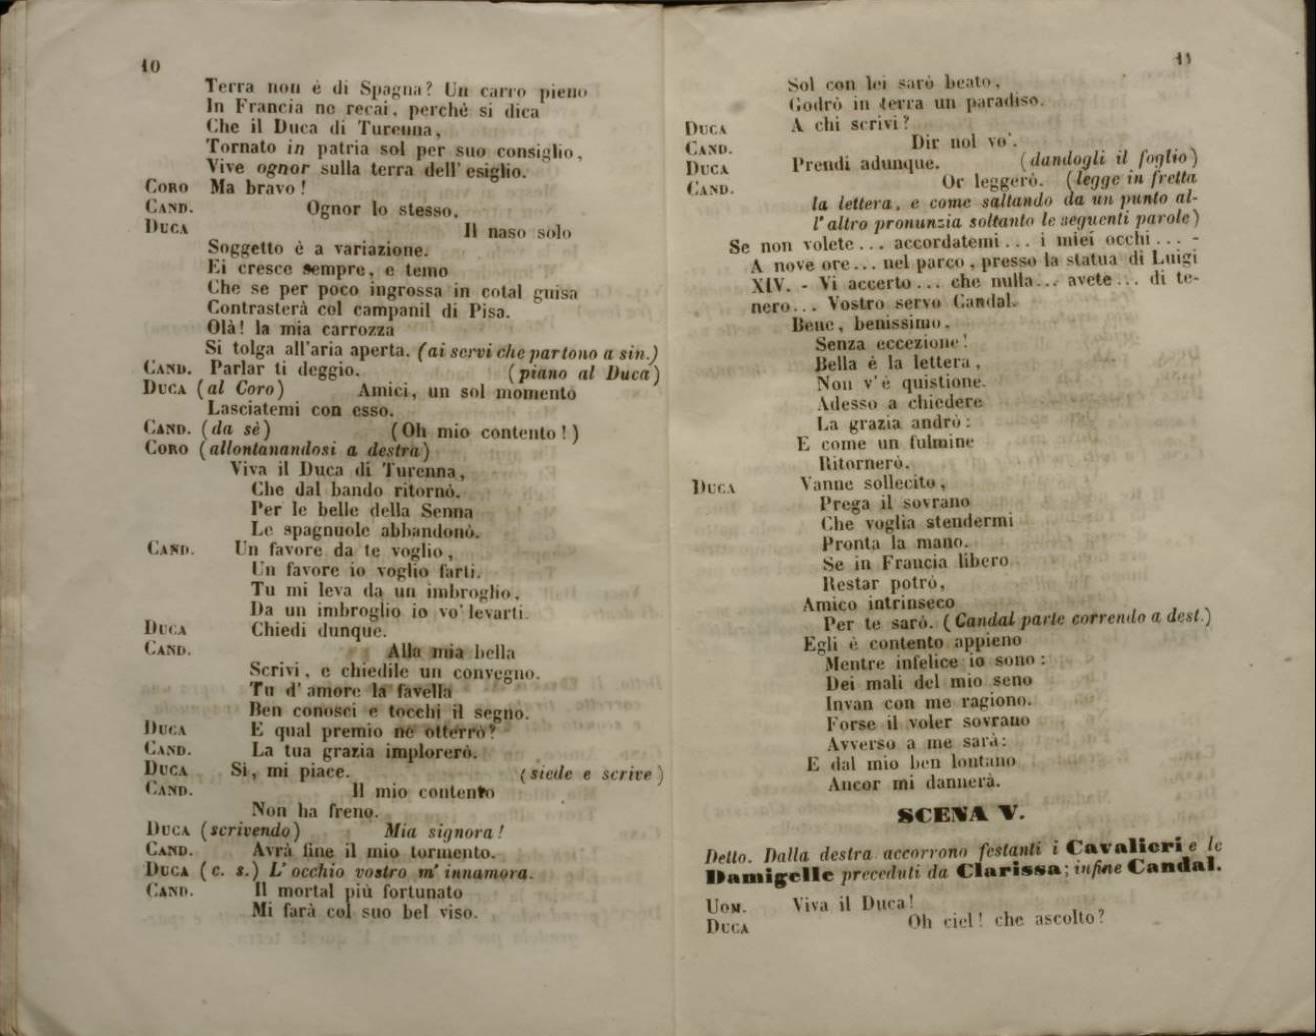 10
Terra non è di Spagna? Un carro pieno
In Francia ne recai, perchè si dica
Che il Duca di Turenna,
Tornato in patria sol per suo consiglio,
Vive ognor sulla terra dell'esiglio.
CORO Ma bravo!
CAND. Ognor lo stesso.
DUCA Il naso solo
Soggetto è a variazione.
Ei cresce sempre, e temo
Che se per poco ingrossa in cotal guisa
Contrasterà col campanil di Pisa.
Olà! la mia carrozza
Si tolga all'aria aperta. (ai servi che partono a sin.)
CAND. Parlar ti deggio. (piano al Duca)
DUCA (al Coro) Amici, un sol momento
Lasciatemi con esso.
CAND. (da sè) (Oh mio contento!)
CORO (allontanandosi a destra)
Viva il Duca di Turenna,
Che dal bando ritornò.
Per le belle della Senna
Le spagnuole abbandonò.
CAND. Un favore da te voglio,
Un favore io voglio farti.
Tu mi leva da un imbroglio,
Da un imbroglio io vo' levarti.
DUCA Chiedi dunque.
CAND. Alla mia bella
Scrivi, e chiedile un convegno.
Tu d'amore la favella
Ben conosci e tocchi il segno.
DUCA E qual premio ne otterrò?
CAND. La tua grazia implorerò.
DUCA Si, mi piace. (siede e scrive)
CAND. Il mio contento
Non ha freno.
DUCA (scrivendo) Mia signora!
CAND. Avrà fine il mio tormento.
DUCA (c. s.) L'occhio vostro m'innamora.
CAND. Il mortal più fortunato
Mi farà col suo bel viso.
11
Sol con lei sarò beato,
Godrò in terra un paradiso.
DUCA A chi scrivi?
CAND. Dir nol vo'.
DUCA Prendi adunque. (dandogli il foglio)
CAND. Or leggerò. (legge in fretta
la lettera, e come saltando da un punto al-
l'altro pronunzia soltanto le seguenti parole)
Se non volete... accordatemi... i miei occhi... -
A nove ore... nel parco, presso la statua di Luigi
XIV. - Vi accerto... che nulla... avete... di te-
nero... Vostro servo Candal.
Bene, benissimo,
Senza eccezione!
Bella è la lettera,
Non v'è quistione.
Adesso a chiedere
La grazia andrò:
E come un fulmine
Ritornerò.
DUCA Vanne sollecito,
Prega il sovrano
Che voglia stendermi
Pronta la mano.
Se in Francia libero
Restar potrò,
Amico intrinseco
Per te sarò. (Candal parte correndo a dest.)
Egli è contento appieno
Mentre infelice io sono:
Dei mali del mio seno
Invan con me ragiono.
Forse il voler sovrano
Avverso a me sarà:
E dal mio ben lontano
Ancor mi dannerà.
SCENA V.
Detto. Dalla destra accorrono festanti i Cavalieri e le
Damigelle preceduti da Clarissa; infine Candal.
UOM. Viva il Duca!
DUCA Oh ciel! che ascolto?